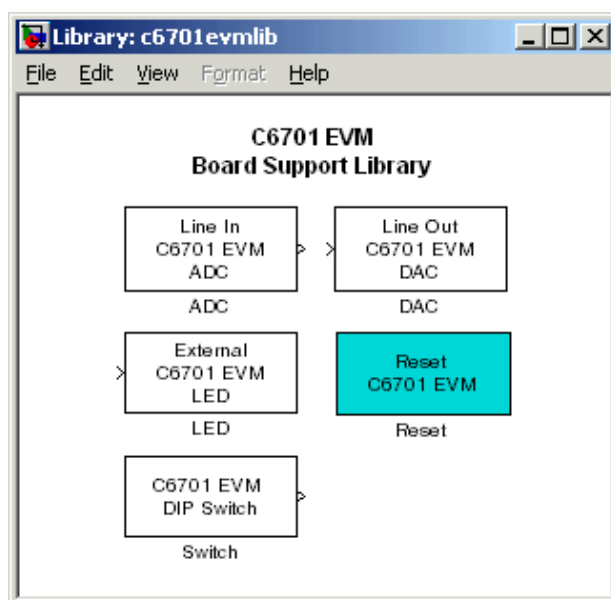 Library: c6701evmlib
File Edit View Format Help
C6701 EVM
Board Support Library
Line In
C6701 EVM
ADC
ADC
Line Out
C6701 EVM
DAC
DAC
External
C6701 EVM
LED
LED
Reset
C6701 EVM
Reset
C6701 EVM
DIP Switch
Switch